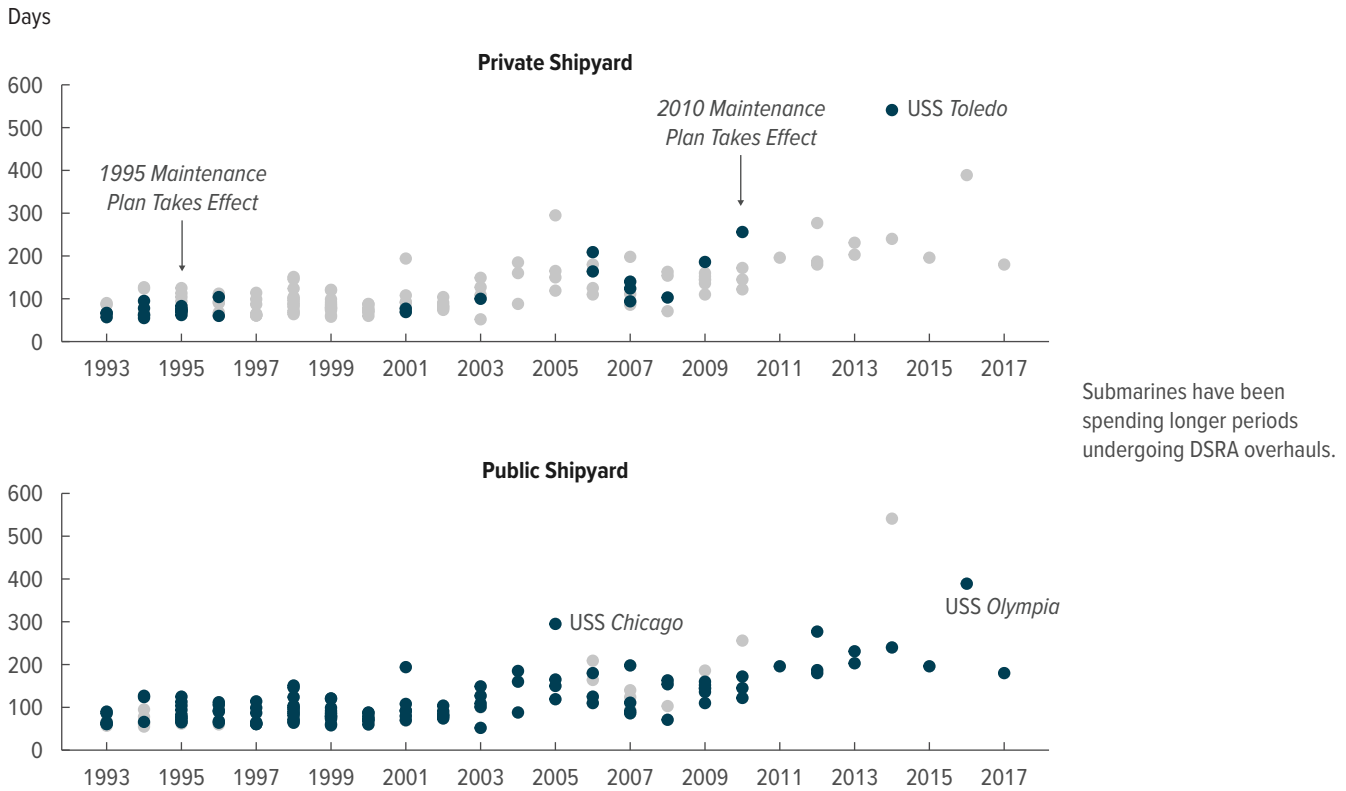 Days
Private Shipyard
600
500
400
300
200
100
0
1995 Maintenance
Plan Takes Effect
2010 Maintenance
Plan Takes Effect
USS Toledo
1993 1995 1997 1999 2001 2003 2005 2007 2009 2011 2013 2015 2017
Submarines have been
spending longer periods
undergoing DSRA overhauls.
Public Shipyard
600
500
400
300
200
100
0
USS Chicago
USS Olympia
1993 1995 1997 1999 2001 2003 2005 2007 2009 2011 2013 2015 2017